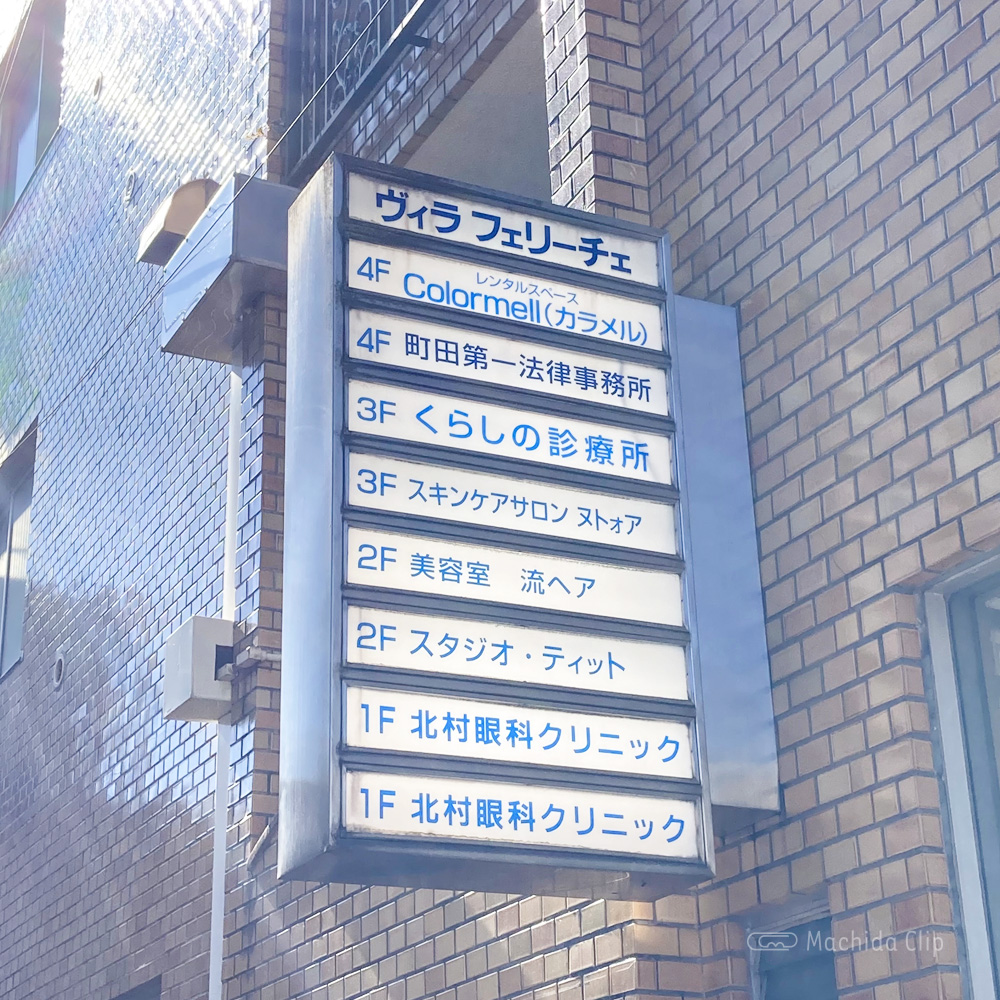 ヴィラ フェリーチェ
レンタルスペース
4F Colormell(カラメル)
4F 町田第一法律事務所
3F くらしの診療所
3F スキンケアサロン ヌトォア
2F 美容室 流ヘア
2F スタジオ・ティット
1F 北村眼科クリニック
1F 北村眼科クリニック
Machida Clip